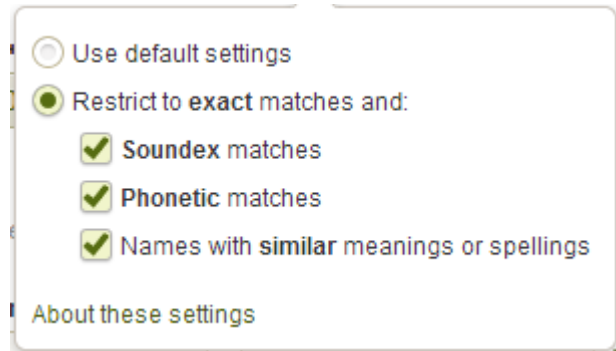 Use default settings
Restrict to exact matches and:
Soundex matches
Phonetic matches
Names with similar meanings or spellings
About these settings